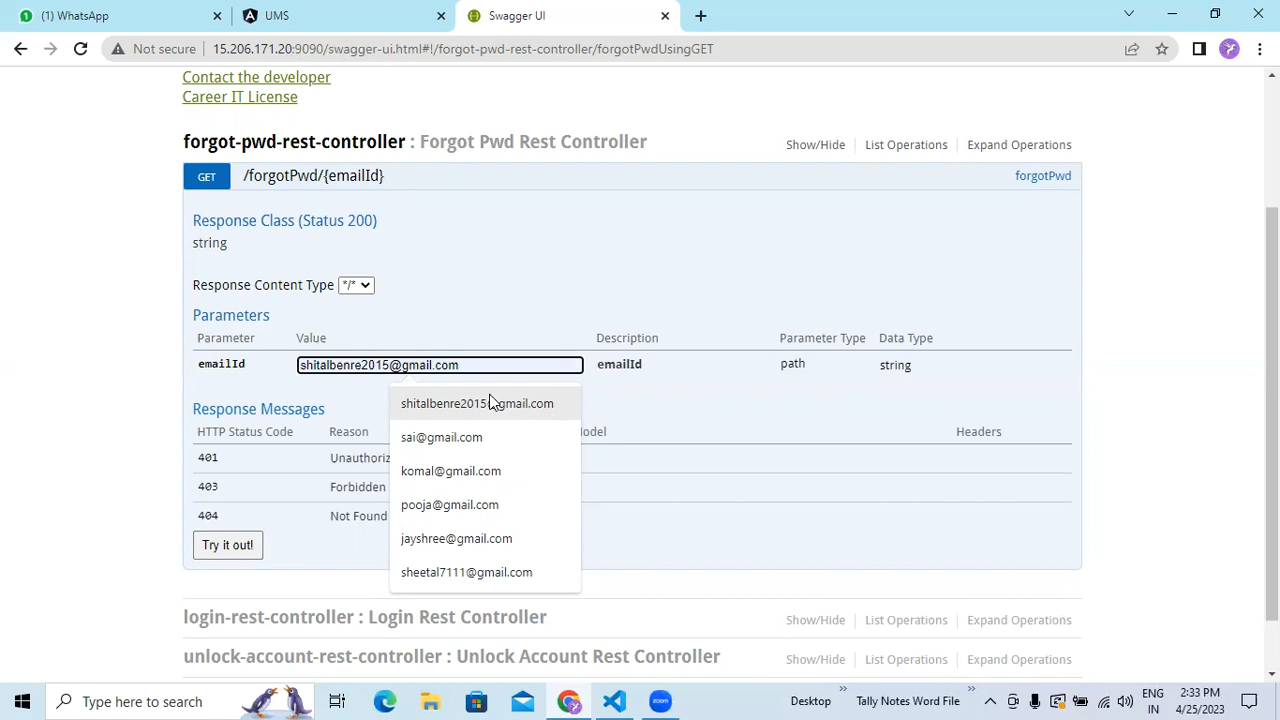 (1) WhatsApp
UMS
Swagger UI
Not secure
15.206.171.20:9090/swagger-ui.html#!/forgot-pwd-rest-controller/forgotPwdUsingGET
Contact the developer
Career IT License
forgot-pwd-rest-controller : Forgot Pwd Rest Controller
Show/Hide
List Operations
Expand Operations
GET
/forgotPwd/{emailId}
forgotPwd
Response Class (Status 200)
string
Response Content Type */*
Parameters
Parameter
Value
Description
Parameter Type
Data Type
emailId
shitalbenre2015@gmail.com
emailId
path
string
shitalbenre2015@gmail.com
sai@gmail.com
komal@gmail.com
pooja@gmail.com
jayshree@gmail.com
sheetal7111@gmail.com
Response Messages
HTTP Status Code
Reason
Headers
401
403
Forbidden
404
Not Found
Try it out!
login-rest-controller : Login Rest Controller
Show/Hide
List Operations
Expand Operations
unlock-account-rest-controller : Unlock Account Rest Controller
Show/Hide
List Operations
Expand Operations
Type here to search
zoom
Desktop
Tally Notes Word File
ENG
IN
2:33 PM
4/25/2023